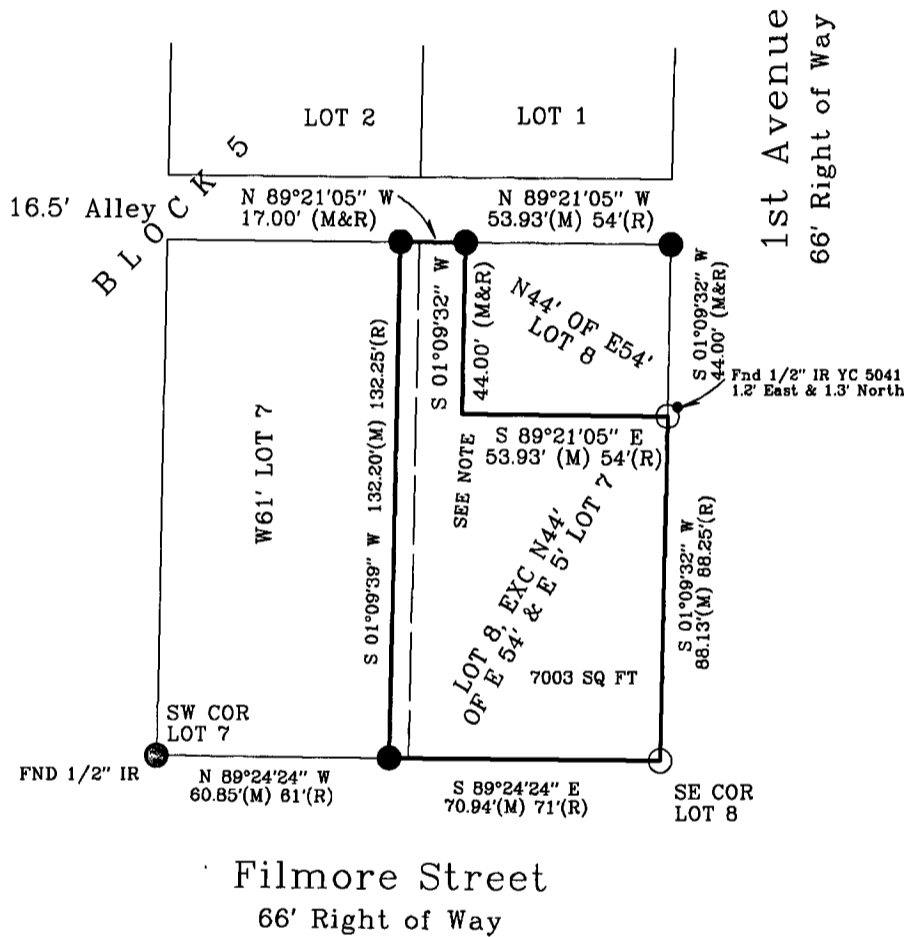 1st Avenue
66' Right of Way
LOT 2
LOT 1
BLOCK 5
16.5' Alley
N 89°21'05" W
17.00' (M&R)
N 89°21'05" W
53.93'(M) 54'(R)
S 01°09'32" W
44.00' (M&R)
N44' OF E54'
LOT 8
S 01°09'32" W
44.00' (M&R)
Fnd 1/2" IR YC 5041
1.2' East & 1.3' North
S 89°21'05" E
53.93' (M) 54'(R)
SEE NOTE
W61' LOT 7
S 01°09'39" W 132.20'(M) 132.25'(R)
LOT 8, EXC N44'
OF E 54' & E 5' LOT 7
7003 SQ FT
S 01°09'32" W
88.13'(M) 88.25'(R)
SW COR
LOT 7
FND 1/2" IR
N 89°24'24" W
60.85'(M) 61'(R)
S 89°24'24" E
70.94'(M) 71'(R)
SE COR
LOT 8
Filmore Street
66' Right of Way